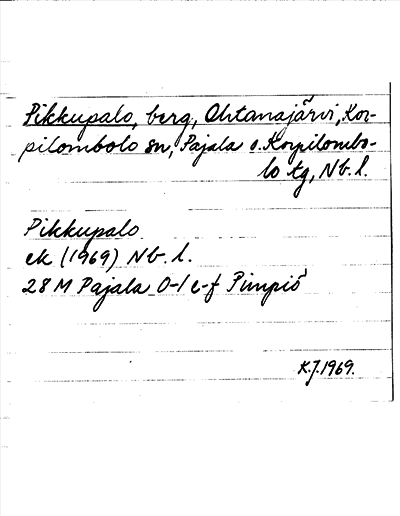 Pikkupalo, berg, Ohtanajärvi, Kor-
pilombolo sn, Pajala o. Korpilombo-
lo tg, Nb. l.
Pikkupalo
ek (1969) Nb. l.
28 M Pajala 0-1 e-f Pimpiö
K.J. 1969.